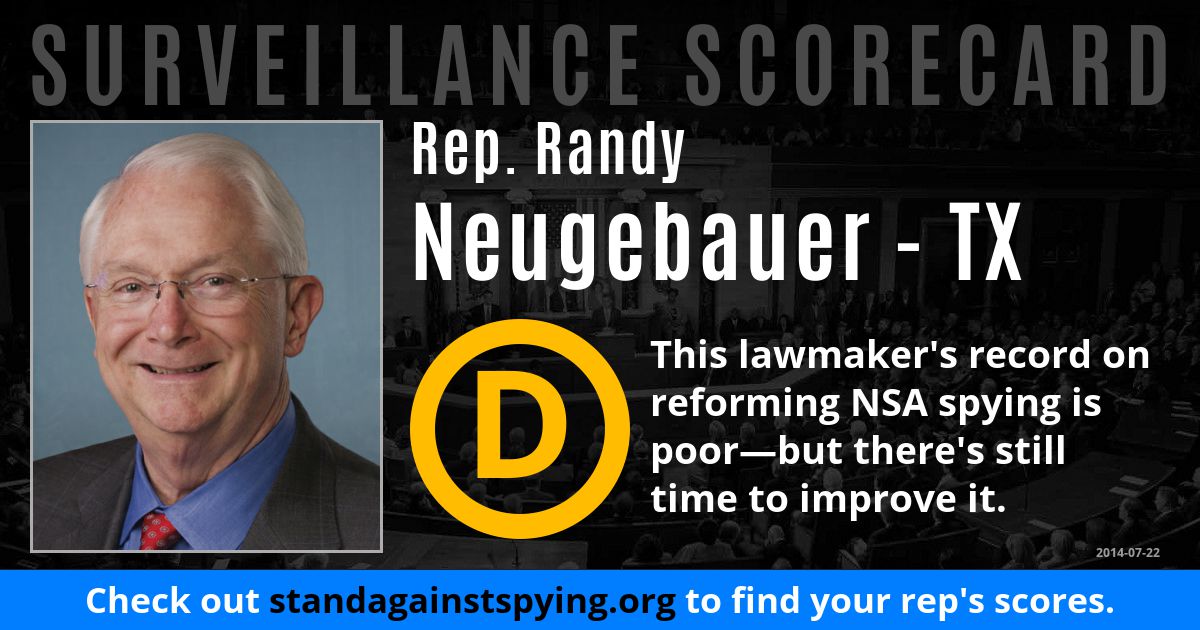 SURVEILLANCE SCORECARD
Rep. Randy
Neugebauer - TX
D
This lawmaker's record on
reforming NSA spying is
poor—but there's still
time to improve it.
2014-07-22
Check out standagainstspying.org to find your rep's scores.